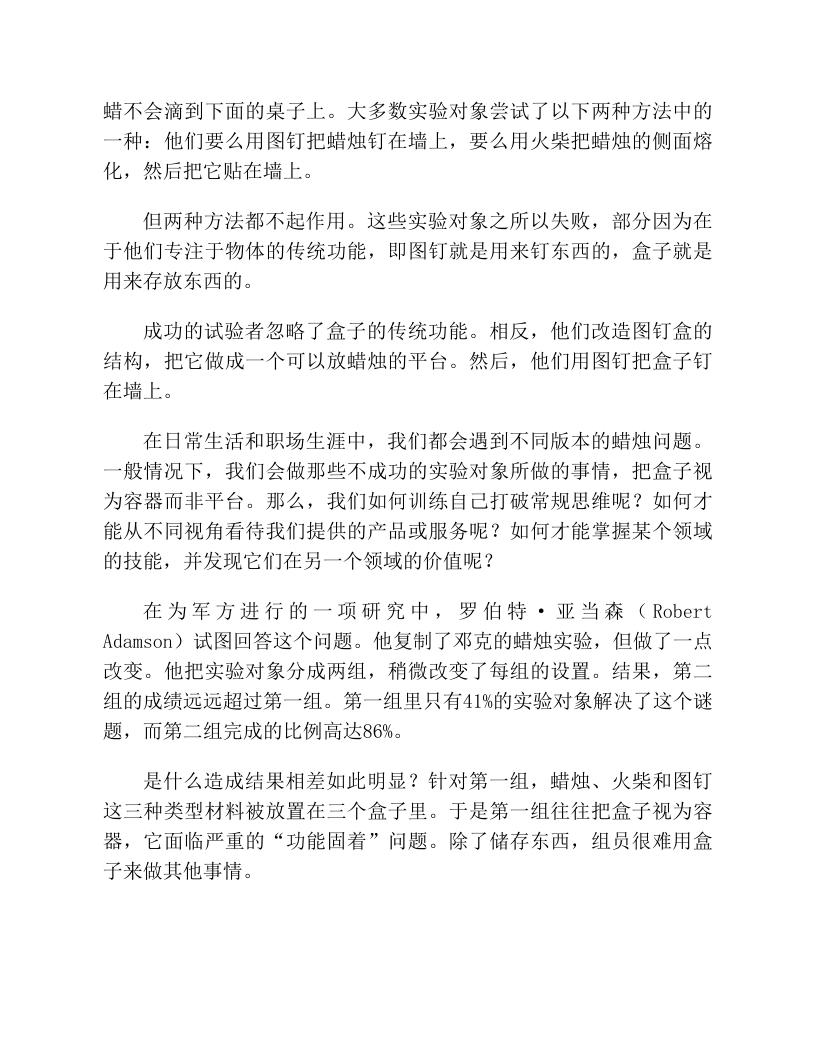 蜡不会滴到下面的桌子上。大多数实验对象尝试了以下两种方法中的
一种：他们要么用图钉把蜡烛钉在墙上，要么用火柴把蜡烛的侧面熔
化，然后把它贴在墙上。
但两种方法都不起作用。这些实验对象之所以失败，部分因为在
于他们专注于物体的传统功能，即图钉就是用来钉东西的，盒子就是
用来存放东西的。
成功的试验者忽略了盒子的传统功能。相反，他们改造图钉盒的
结构，把它做成一个可以放蜡烛的平台。然后，他们用图钉把盒子钉
在墙上。
在日常生活和职场生涯中，我们都会遇到不同版本的蜡烛问题。
一般情况下，我们会做那些不成功的实验对象所做的事情，把盒子视
为容器而非平台。那么，我们如何训练自己打破常规思维呢？如何才
能从不同视角看待我们提供的产品或服务呢？如何才能掌握某个领域
的技能，并发现它们在另一个领域的价值呢？
在为军方进行的一项研究中，罗伯特·亚当森（Robert
Adamson）试图回答这个问题。他复制了邓克的蜡烛实验，但做了一点
改变。他把实验对象分成两组，稍微改变了每组的设置。结果，第二
组的成绩远远超过第一组。第一组里只有41%的实验对象解决了这个谜
题，而第二组完成的比例高达86%。
是什么造成结果相差如此明显？针对第一组，蜡烛、火柴和图钉
这三种类型材料被放置在三个盒子里。于是第一组往往把盒子视为容
器，它面临严重的“功能固着”问题。除了储存东西，组员很难用盒
子来做其他事情。